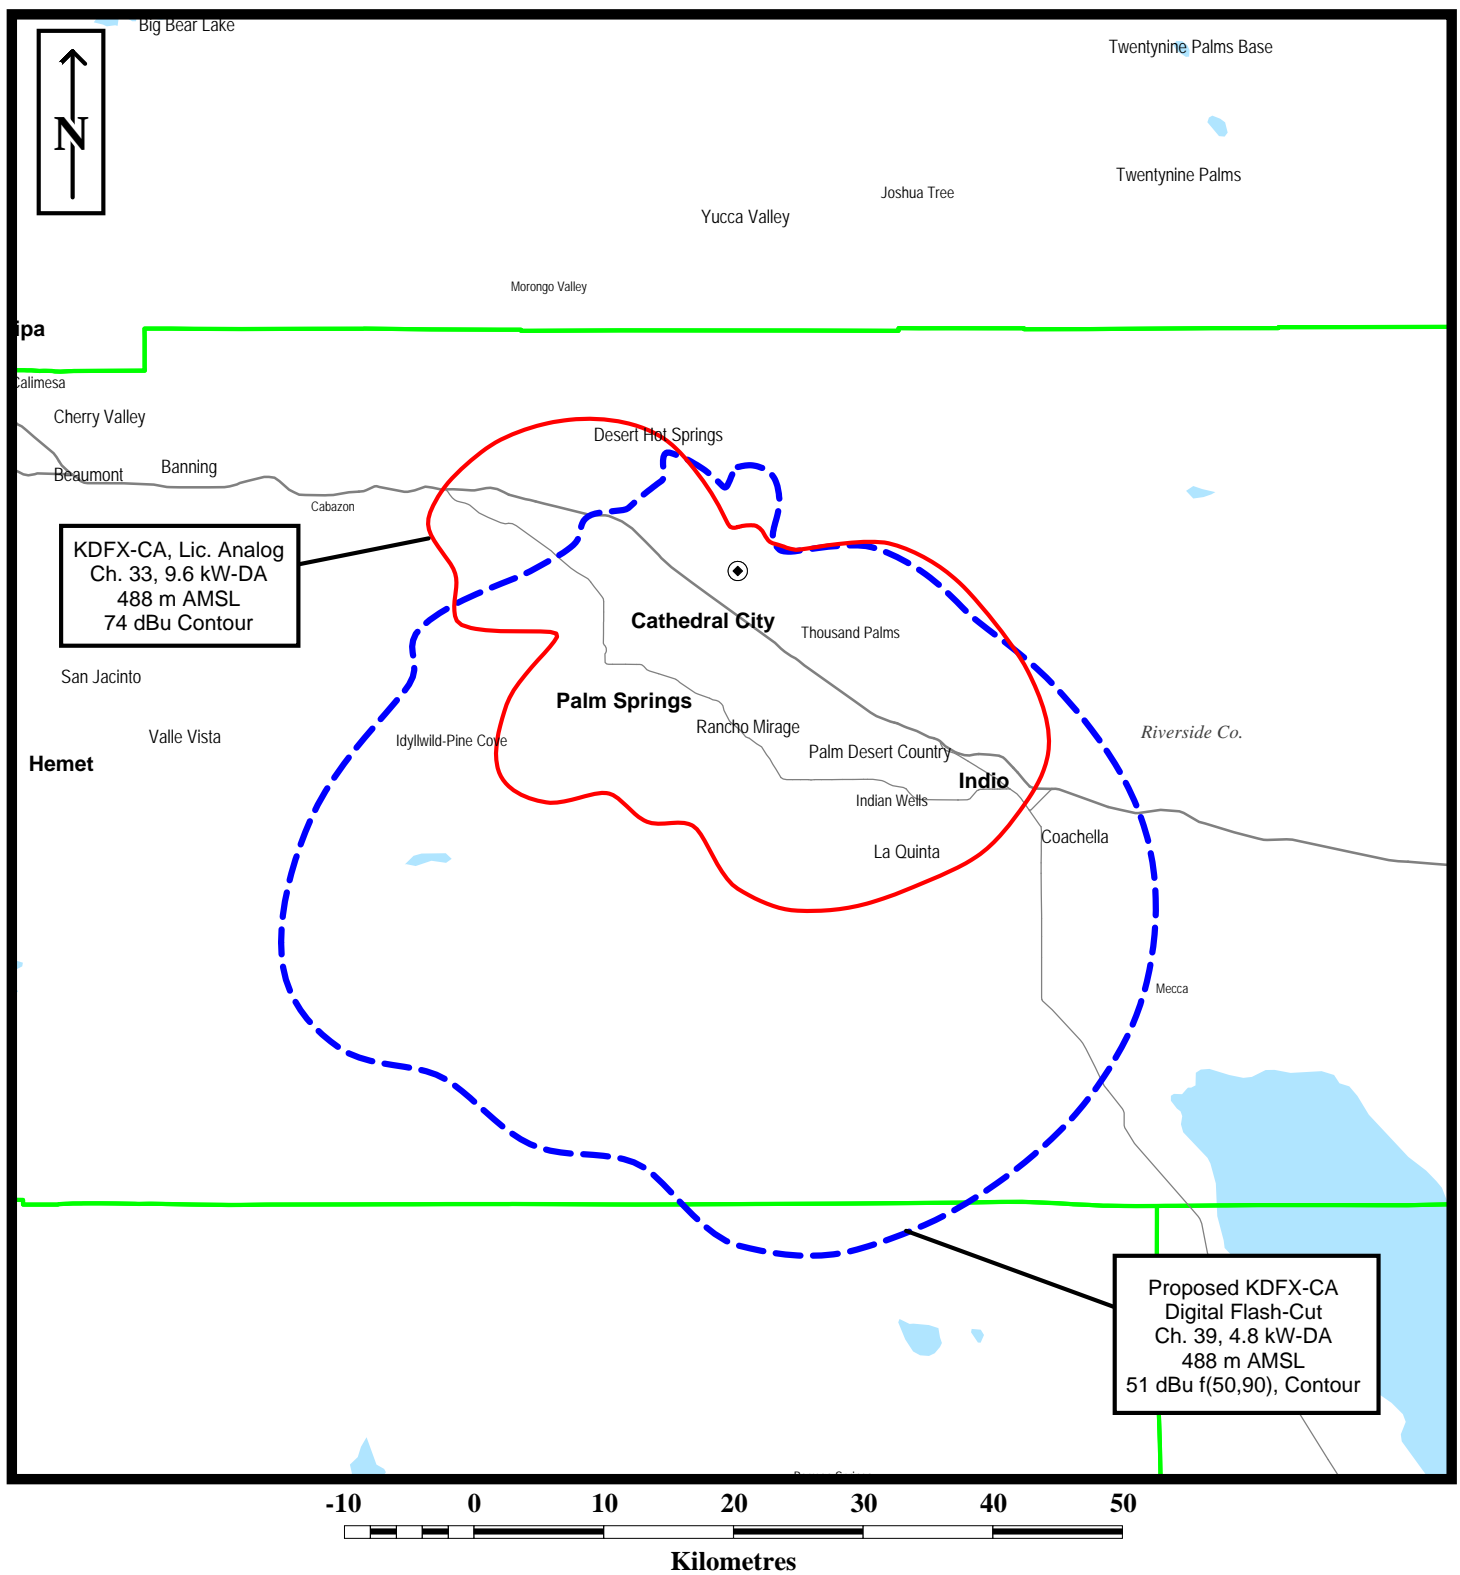 Big Bear Lake
Twentynine Palms Base
N
Twentynine Palms
Joshua Tree
Yucca Valley
Morongo Valley
ipa
Calimesa
Cherry Valley
Desert Hot Springs
Banning
Beaumont
Cabazon
KDFX-CA, Lic. Analog
Ch. 33, 9.6 kW-DA
488 m AMSL
74 dBu Contour
Cathedral City
Thousand Palms
San Jacinto
Palm Springs
Rancho Mirage
Riverside Co.
Valle Vista
Idyllwild-Pine Cove
Palm Desert Country
Hemet
Indio
Indian Wells
Coachella
La Quinta
Mecca
Proposed KDFX-CA
Digital Flash-Cut
Ch. 39, 4.8 kW-DA
488 m AMSL
51 dBu f(50,90), Contour
-10 0 10 20 30 40 50
Kilometres